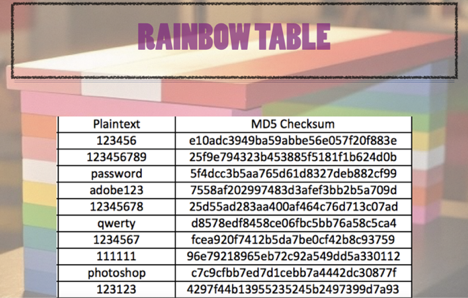 RAINBOW TABLE
Plaintext MD5 Checksum
123456 e10adc3949ba59abbe56e057f20f883e
123456789 25f9e794323b453885f5181f1b624d0b
password 5f4dcc3b5aa765d61d8327deb882cf99
adobe123 7558af202997483d3afef3bb2b5a709d
12345678 25d55ad283aa400af464c76d713c07ad
qwerty d8578edf8458ce06fbc5bb76a58c5ca4
1234567 fcea920f7412b5da7be0cf42b8c93759
111111 96e79218965eb72c92a549dd5a330112
photoshop c7c9cfbb7ed7d1cebb7a4442dc30877f
123123 4297f44b13955235245b2497399d7a93